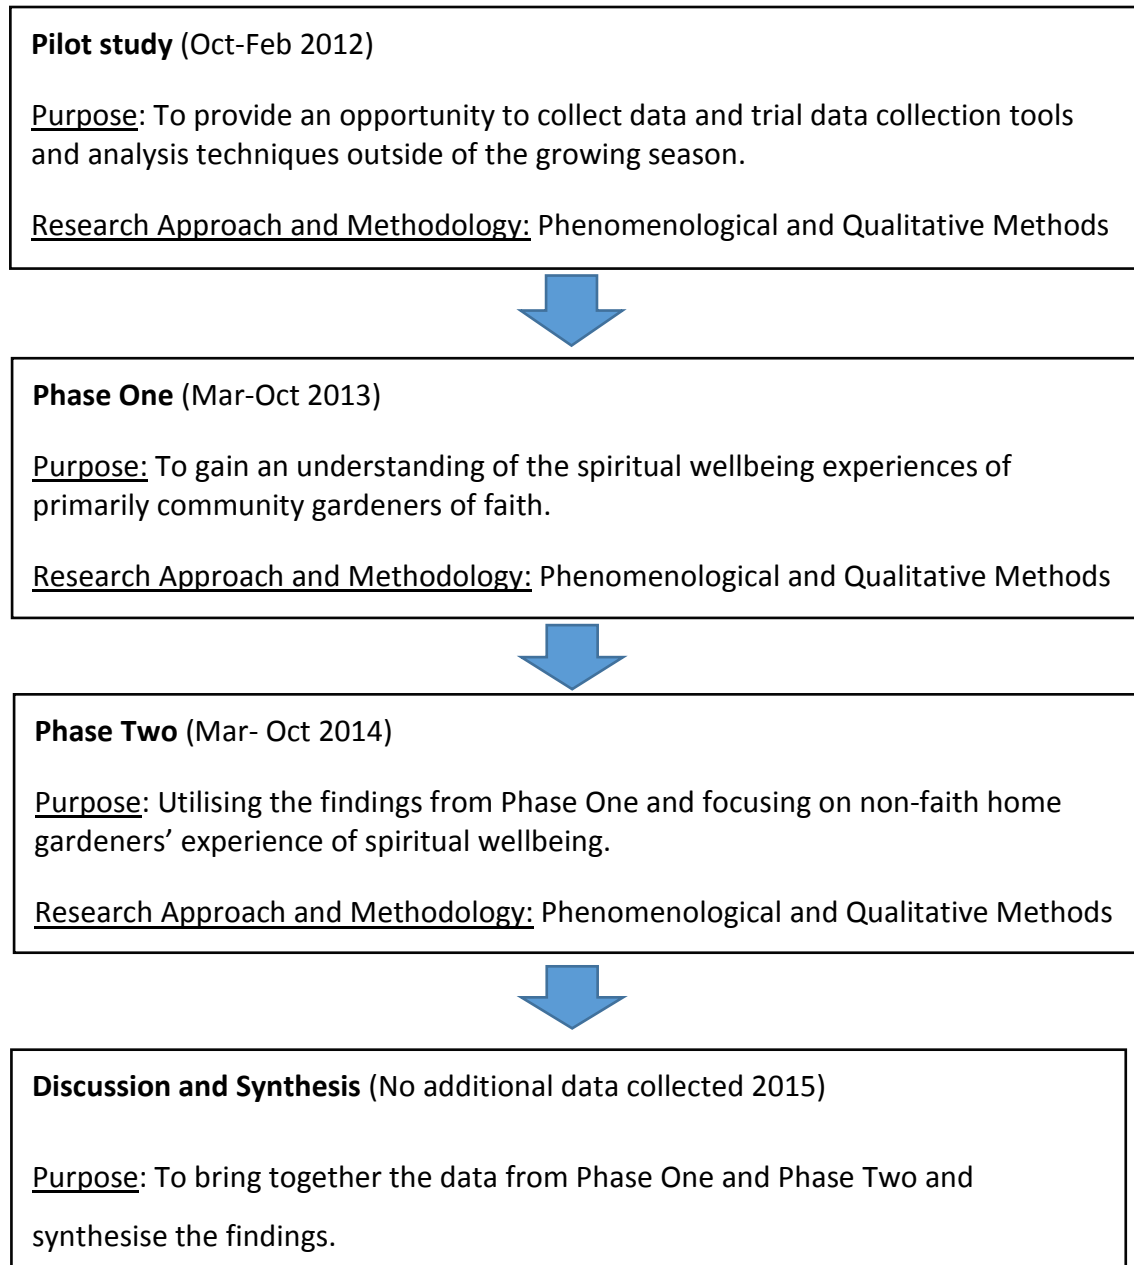 Pilot study (Oct-Feb 2012)
Purpose: To provide an opportunity to collect data and trial data collection tools
and analysis techniques outside of the growing season.
Research Approach and Methodology: Phenomenological and Qualitative Methods
Phase One (Mar-Oct 2013)
Purpose: To gain an understanding of the spiritual wellbeing experiences of
primarily community gardeners of faith.
Research Approach and Methodology: Phenomenological and Qualitative Methods
Phase Two (Mar- Oct 2014)
Purpose: Utilising the findings from Phase One and focusing on non-faith home
gardeners’ experience of spiritual wellbeing.
Research Approach and Methodology: Phenomenological and Qualitative Methods
Discussion and Synthesis (No additional data collected 2015)
Purpose: To bring together the data from Phase One and Phase Two and
synthesise the findings.